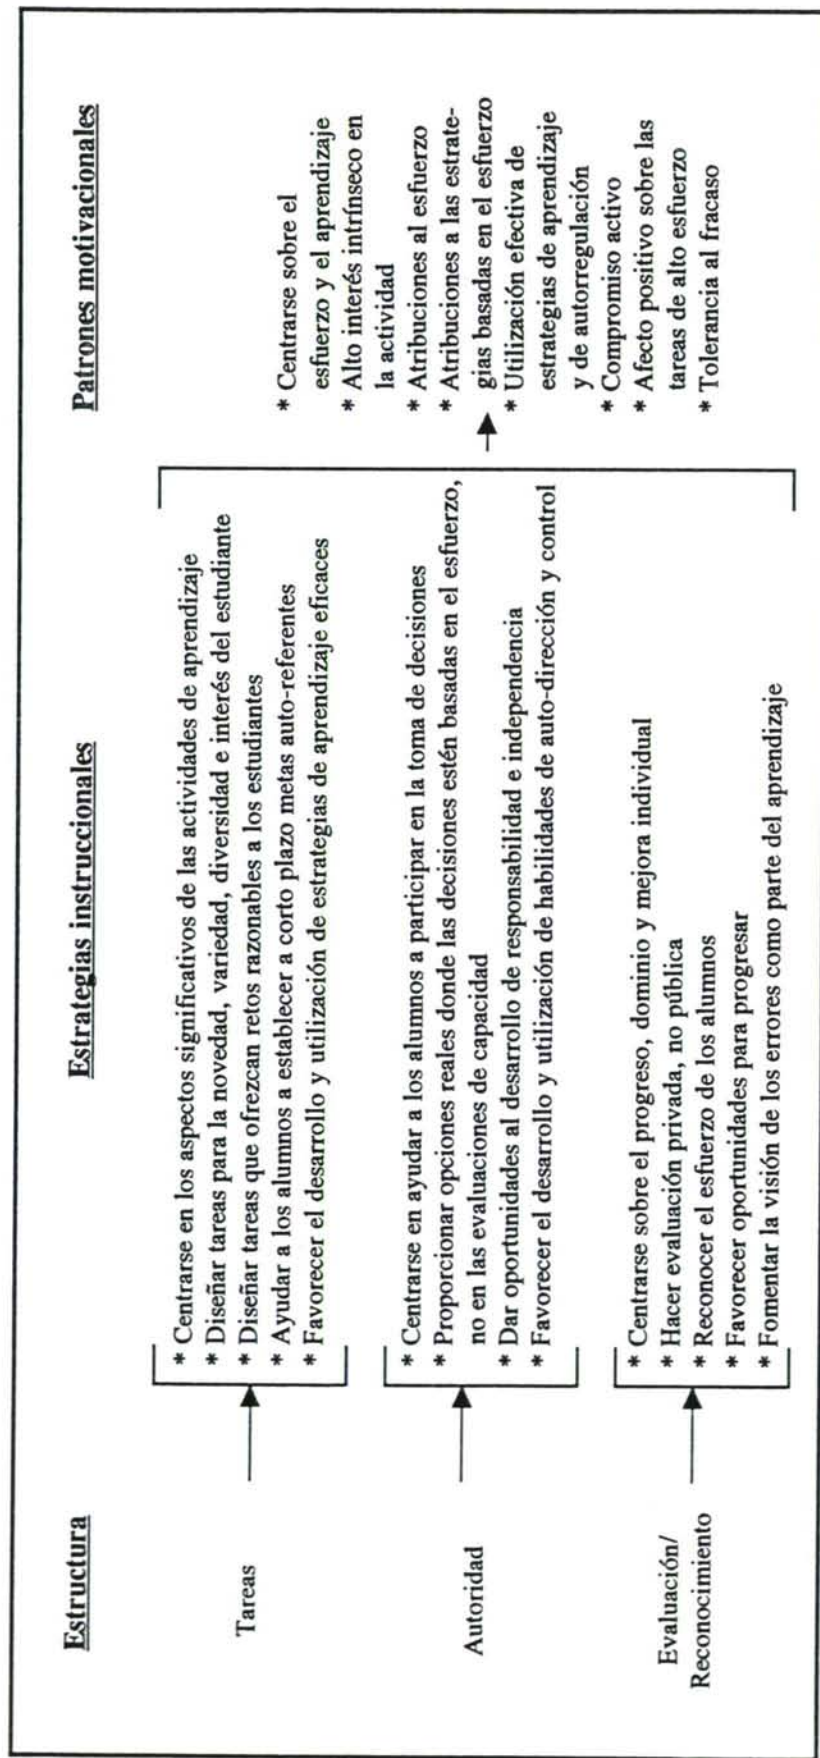 Estructura
Estrategias instruccionales
Patrones motivacionales
Tareas
* Centrarse en los aspectos significativos de las actividades de aprendizaje
* Diseñar tareas para la novedad, variedad, diversidad e interés del estudiante
* Diseñar tareas que ofrezcan retos razonables a los estudiantes
* Ayudar a los alumnos a establecer a corto plazo metas auto-referentes
* Favorecer el desarrollo y utilización de estrategias de aprendizaje eficaces
Autoridad
* Centrarse en ayudar a los alumnos a participar en la toma de decisiones
* Proporcionar opciones reales donde las decisiones estén basadas en el esfuerzo,
no en las evaluaciones de capacidad
* Dar oportunidades al desarrollo de responsabilidad e independencia
* Favorecer el desarrollo y utilización de habilidades de auto-dirección y control
Evaluación/
Reconocimiento
* Centrarse sobre el progreso, dominio y mejora individual
* Hacer evaluación privada, no pública
* Reconocer el esfuerzo de los alumnos
* Favorecer oportunidades para progresar
* Fomentar la visión de los errores como parte del aprendizaje
* Centrarse sobre el
esfuerzo y el aprendizaje
* Alto interés intrínseco en
la actividad
* Atribuciones al esfuerzo
* Atribuciones a las estrate-
gias basadas en el esfuerzo
* Utilización efectiva de
estrategias de aprendizaje
y de autorregulación
* Compromiso activo
* Afecto positivo sobre las
tareas de alto esfuerzo
* Tolerancia al fracaso